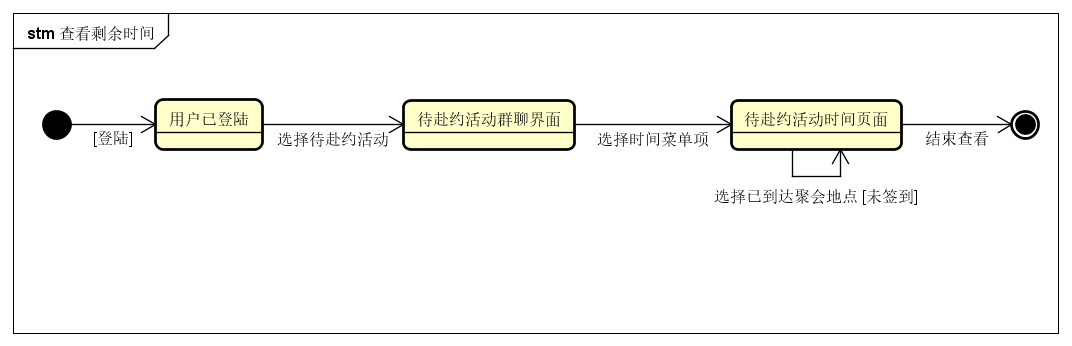 stm 查看剩余时间
用户已登陆
待赴约活动群聊界面
待赴约活动时间页面
[登陆]
选择待赴约活动
选择时间菜单项
结束查看
选择已到达聚会地点 [未签到]